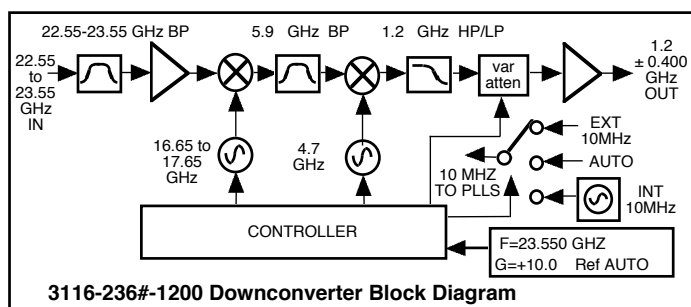 22.55-23.55 GHz BP
5.9 GHz BP
1.2 GHz HP/LP
1.2
± 0.400
GHz
OUT
22.55
to
23.55
GHz
IN
var
atten
16.65 to
17.65
GHz
4.7
GHz
EXT
10MHz
AUTO
10 MHZ
TO PLLS
INT
10MHz
CONTROLLER
F=23.550 GHZ
G=+10.0 Ref AUTO
3116-236#-1200 Downconverter Block Diagram